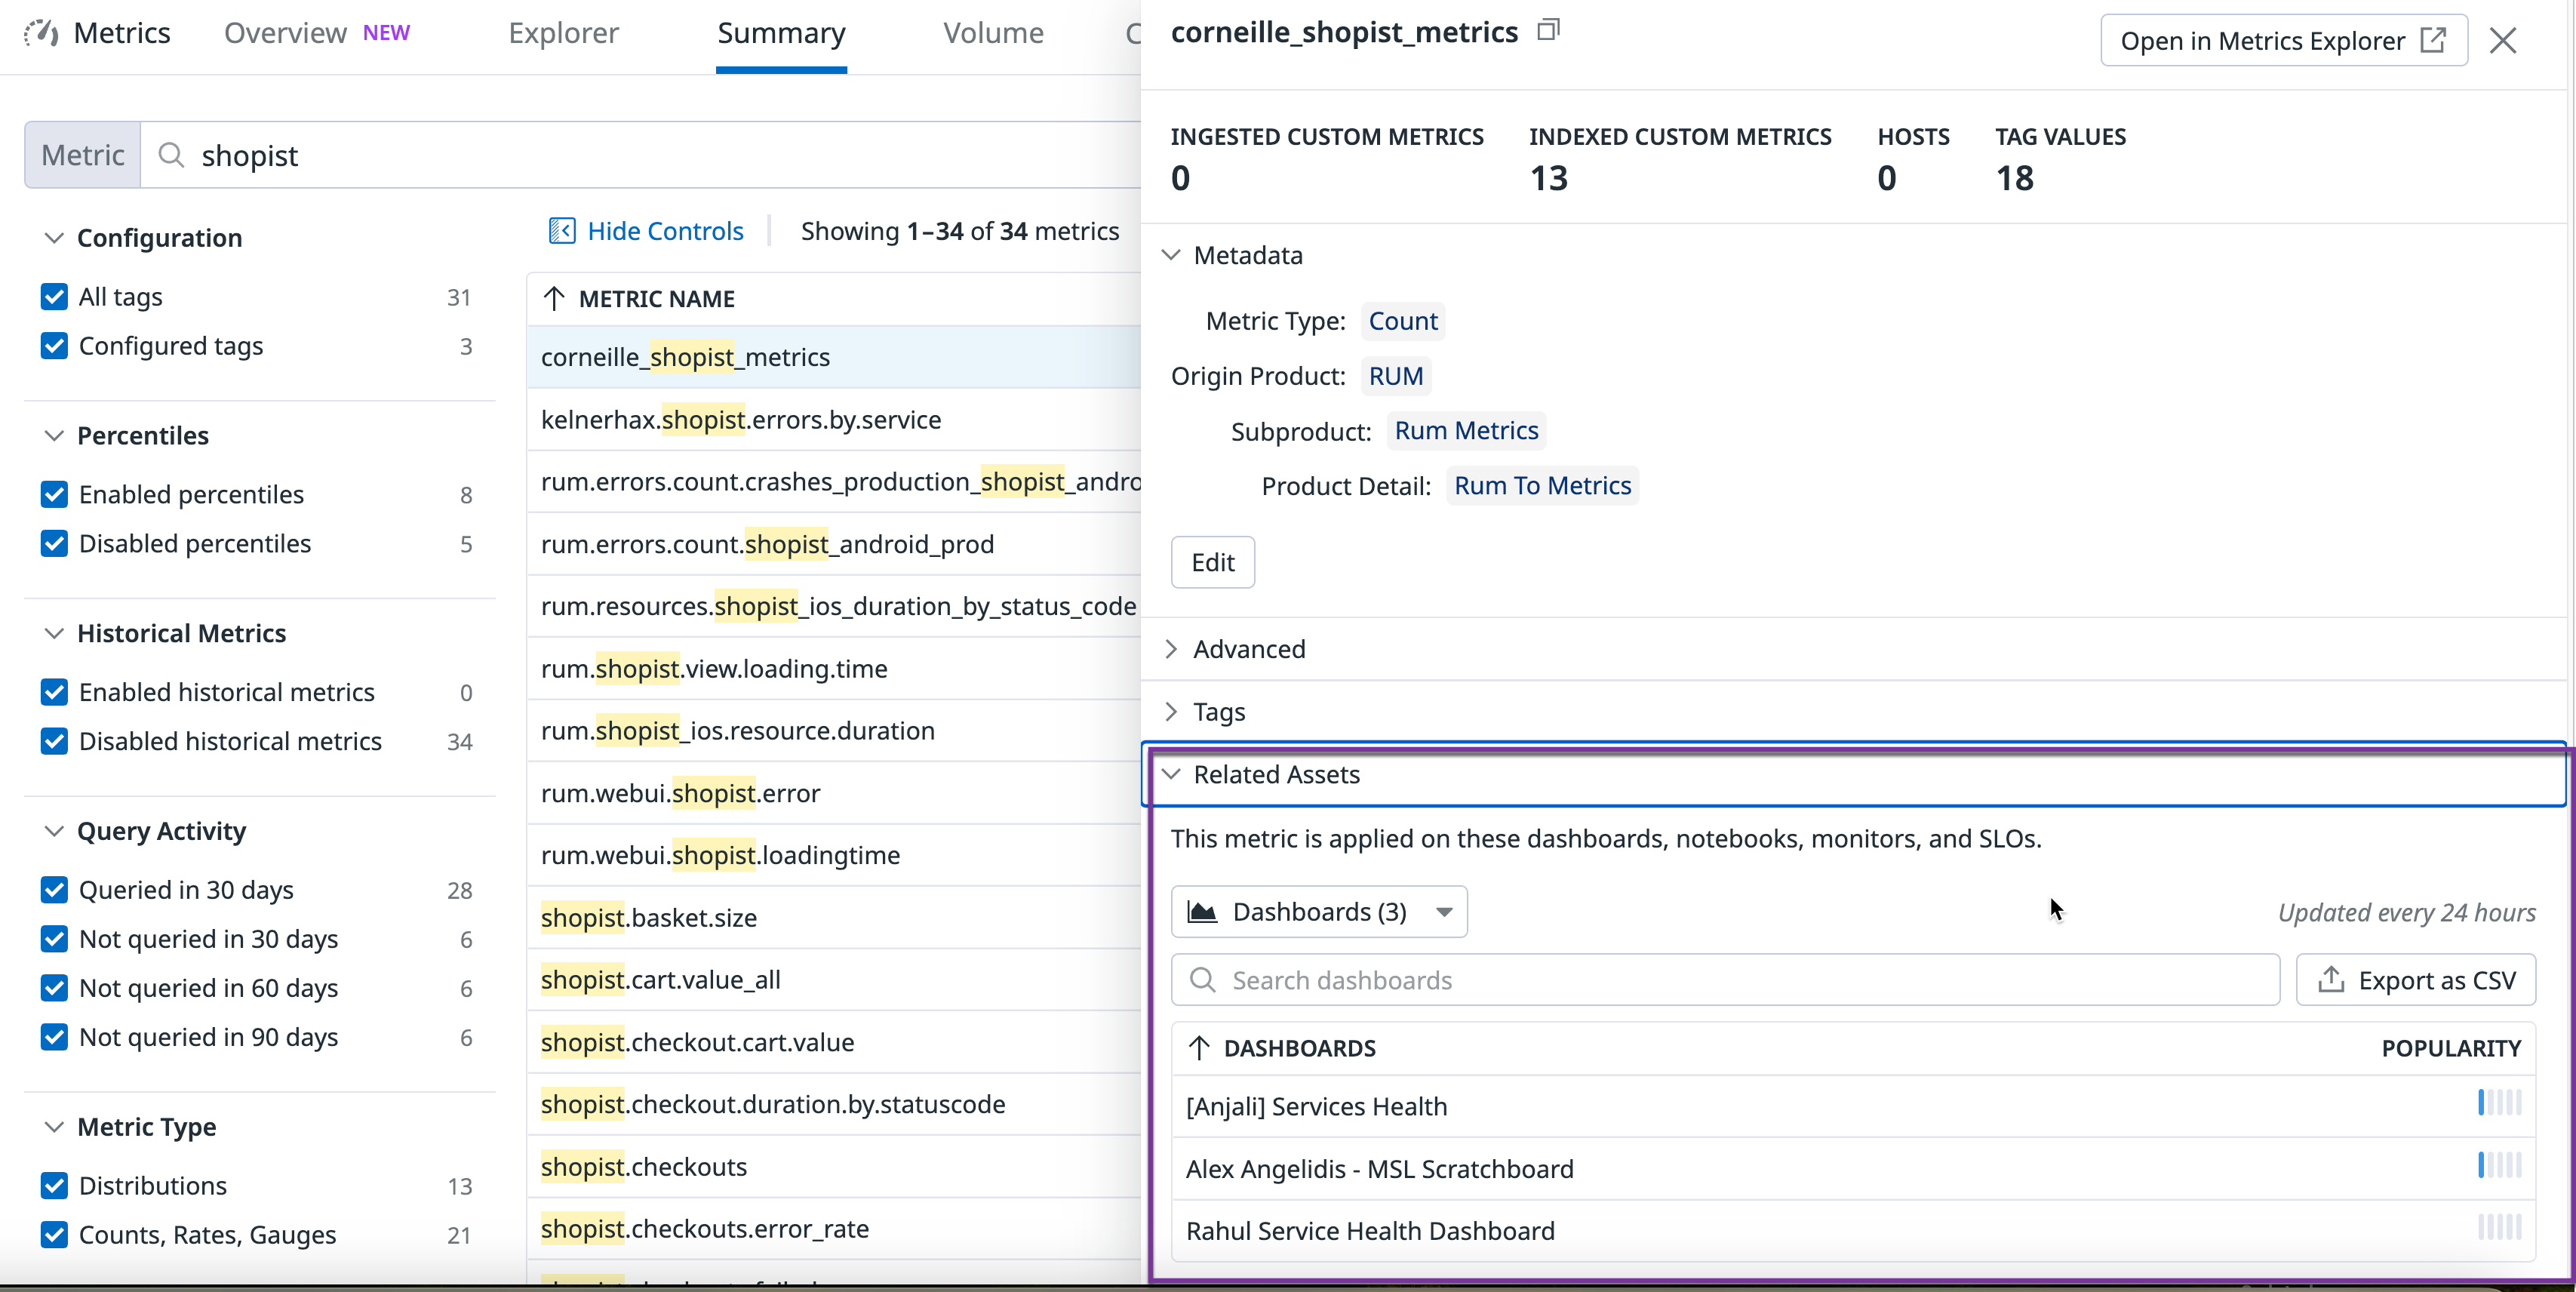 Metrics Overview NEW Explorer Summary Volume
corneille_shopist_metrics
Open in Metrics Explorer
Metric shopist
INGESTED CUSTOM METRICS INDEXED CUSTOM METRICS HOSTS TAG VALUES
0 13 0 18
Configuration
All tags 31
Configured tags 3
Percentiles
Enabled percentiles 8
Disabled percentiles 5
Historical Metrics
Enabled historical metrics 0
Disabled historical metrics 34
Query Activity
Queried in 30 days 28
Not queried in 30 days 6
Not queried in 60 days 6
Not queried in 90 days 6
Metric Type
Distributions 13
Counts, Rates, Gauges 21
Hide Controls Showing 1–34 of 34 metrics
METRIC NAME
corneille_shopist_metrics
kelnerhax.shopist.errors.by.service
rum.errors.count.crashes_production_shopist_andro
rum.errors.count.shopist_android_prod
rum.resources.shopist_ios_duration_by_status_code
rum.shopist.view.loading.time
rum.shopist_ios.resource.duration
rum.webui.shopist.error
rum.webui.shopist.loadingtime
shopist.basket.size
shopist.cart.value_all
shopist.checkout.cart.value
shopist.checkout.duration.by.statuscode
shopist.checkouts
shopist.checkouts.error_rate
Metadata
Metric Type: Count
Origin Product: RUM
Subproduct: Rum Metrics
Product Detail: Rum To Metrics
Edit
Advanced
Tags
Related Assets
This metric is applied on these dashboards, notebooks, monitors, and SLOs.
Dashboards (3) Updated every 24 hours
Search dashboards Export as CSV
DASHBOARDS POPULARITY
[Anjali] Services Health
Alex Angelidis - MSL Scratchboard
Rahul Service Health Dashboard